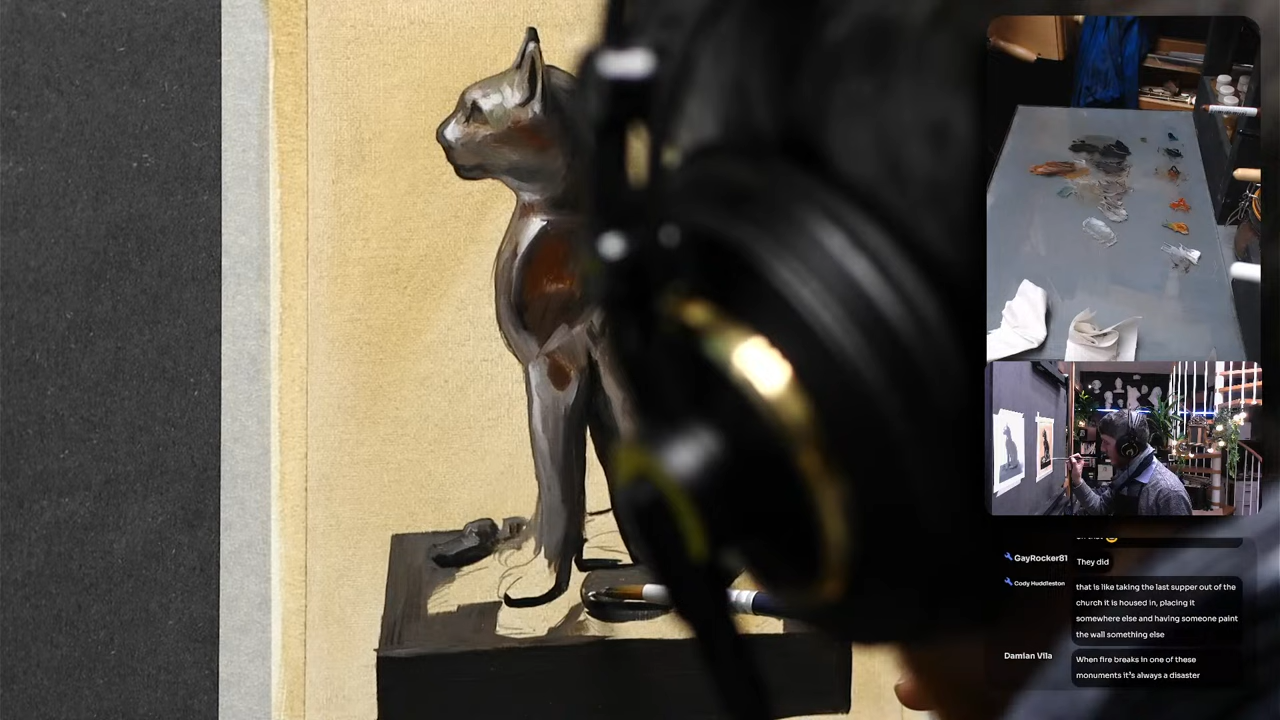 GayRocker81
They did
Cody Huddleston
that is like taking the last supper out of the
church it is housed in, placing it
somewhere else and having someone paint
the wall something else
Damian Vila
When fire breaks in one of these
monuments it's always a disaster